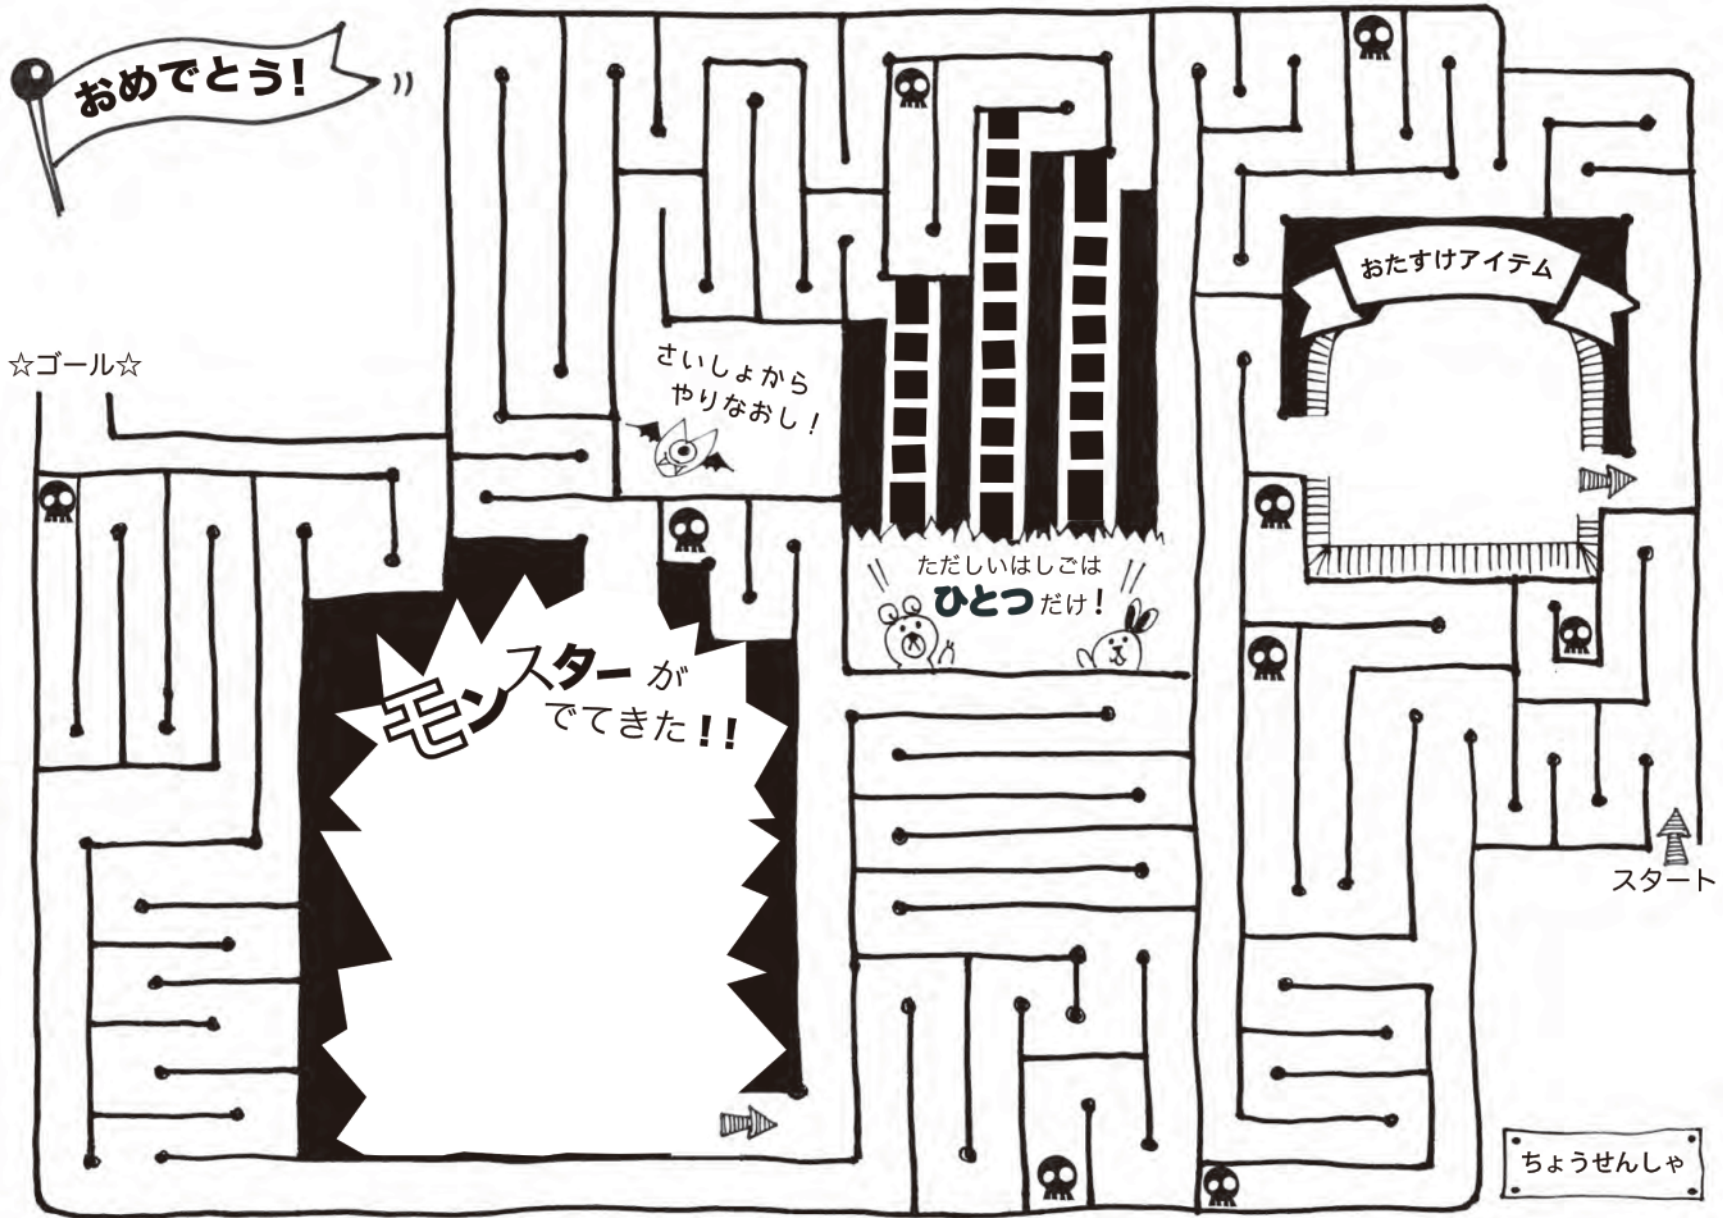 おめでとう!
おたすけアイテム
☆ゴール☆
さいしょから
やりなおし!
ただしいはしごは
ひとつだけ!
モンスターが
でてきた!!
スタート
ちょうせんしゃ